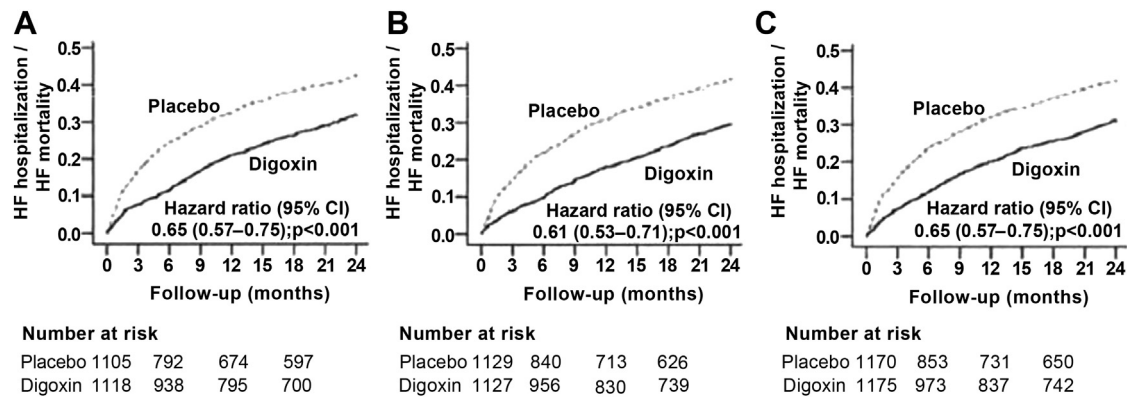 A
HF hospitalization /
HF mortality
0.5
0.4
0.3
0.2
0.1
0.0
Placebo
Digoxin
Hazard ratio (95% CI)
0.65 (0.57–0.75);p<0.001
0 3 6 9 12 15 18 21 24
Follow-up (months)
Number at risk
Placebo 1105 792 674 597
Digoxin 1118 938 795 700
B
HF hospitalization /
HF mortality
0.5
0.4
0.3
0.2
0.1
0.0
Placebo
Digoxin
Hazard ratio (95% CI)
0.61 (0.53–0.71);p<0.001
0 3 6 9 12 15 18 21 24
Follow-up (months)
Number at risk
Placebo 1129 840 713 626
Digoxin 1127 956 830 739
C
HF hospitalization /
HF mortality
0.5
0.4
0.3
0.2
0.1
0.0
Placebo
Digoxin
Hazard ratio (95% CI)
0.65 (0.57–0.75);p<0.001
0 3 6 9 12 15 18 21 24
Follow-up (months)
Number at risk
Placebo 1170 853 731 650
Digoxin 1175 973 837 742